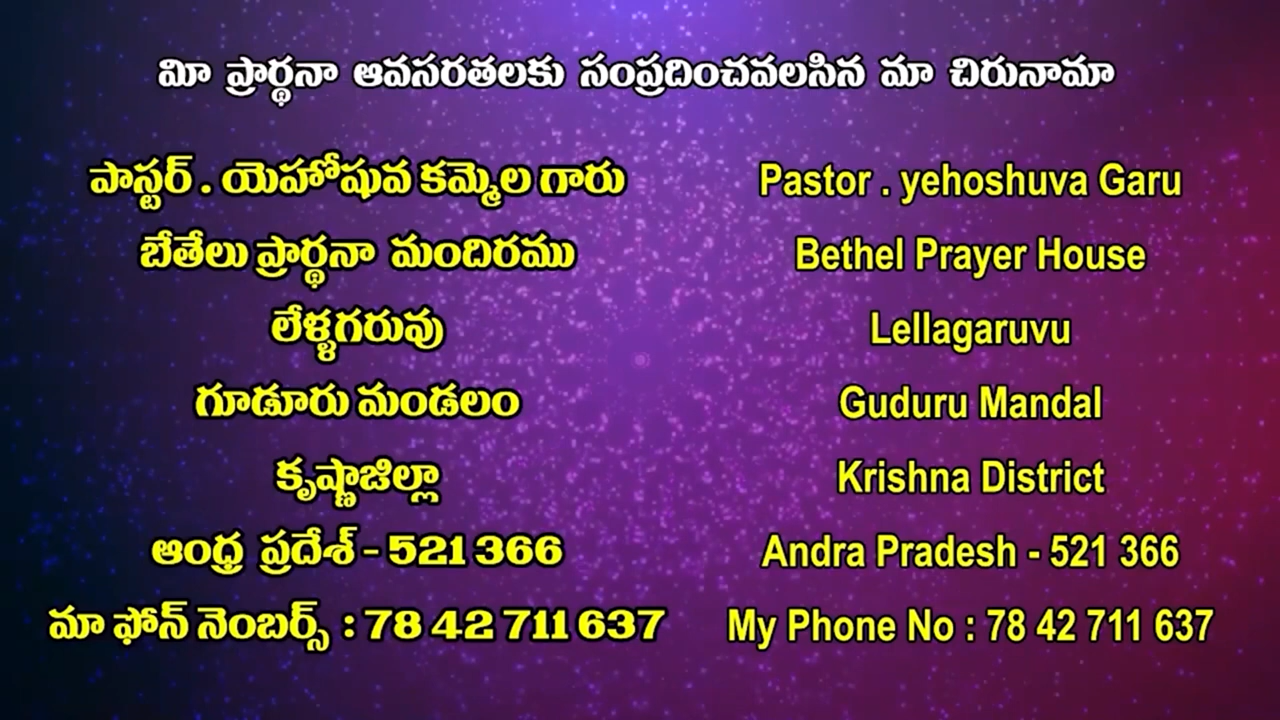 మీ ప్రార్థనా ఆవసరతలకు సంప్రదించవలసిన మా చిరునామా
పాస్టర్ . యెహోషువ కమ్మెల గారు
బేతేలు ప్రార్థనా మందిరము
లేళ్ళగరువు
గూడూరు మండలం
కృష్ణాజిల్లా
ఆంధ్ర ప్రదేశ్ - 521 366
మా ఫోన్ నెంబర్స్ : 78 42 711 637
Pastor . yehoshuva Garu
Bethel Prayer House
Lellagaruvu
Guduru Mandal
Krishna District
Andra Pradesh - 521 366
My Phone No : 78 42 711 637